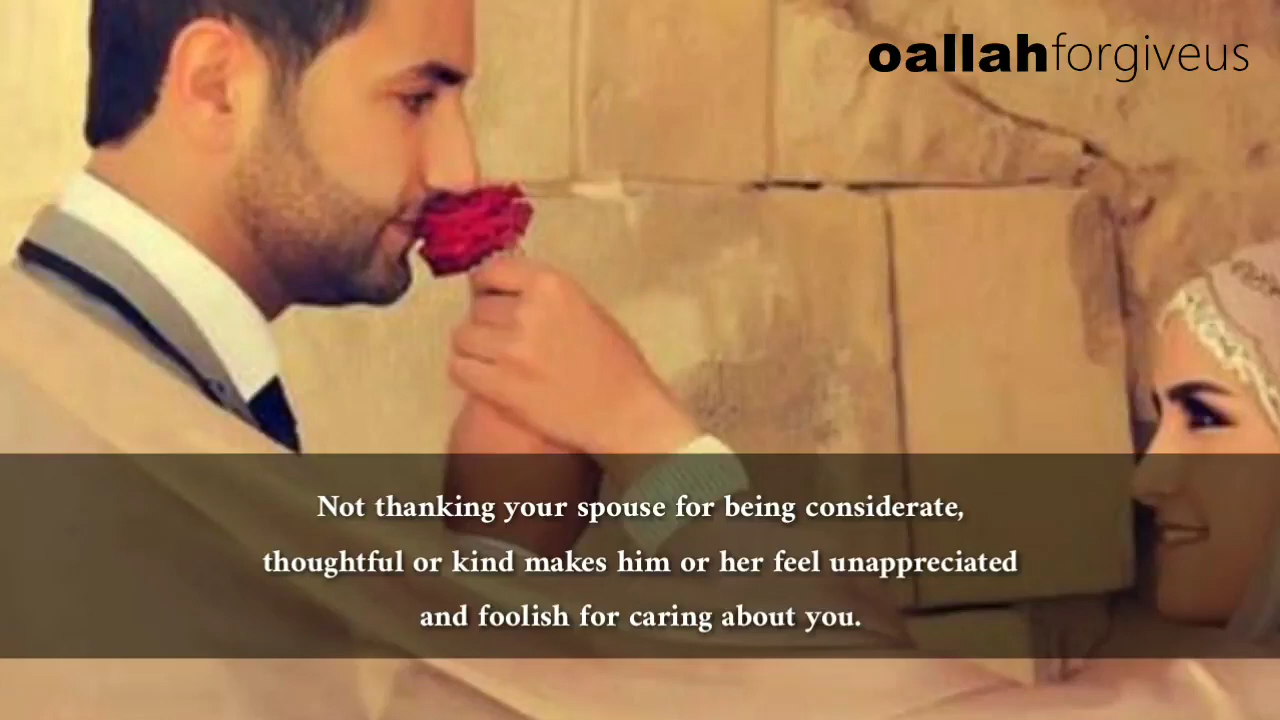 oallahforgiveus
Not thanking your spouse for being considerate,
thoughtful or kind makes him or her feel unappreciated
and foolish for caring about you.